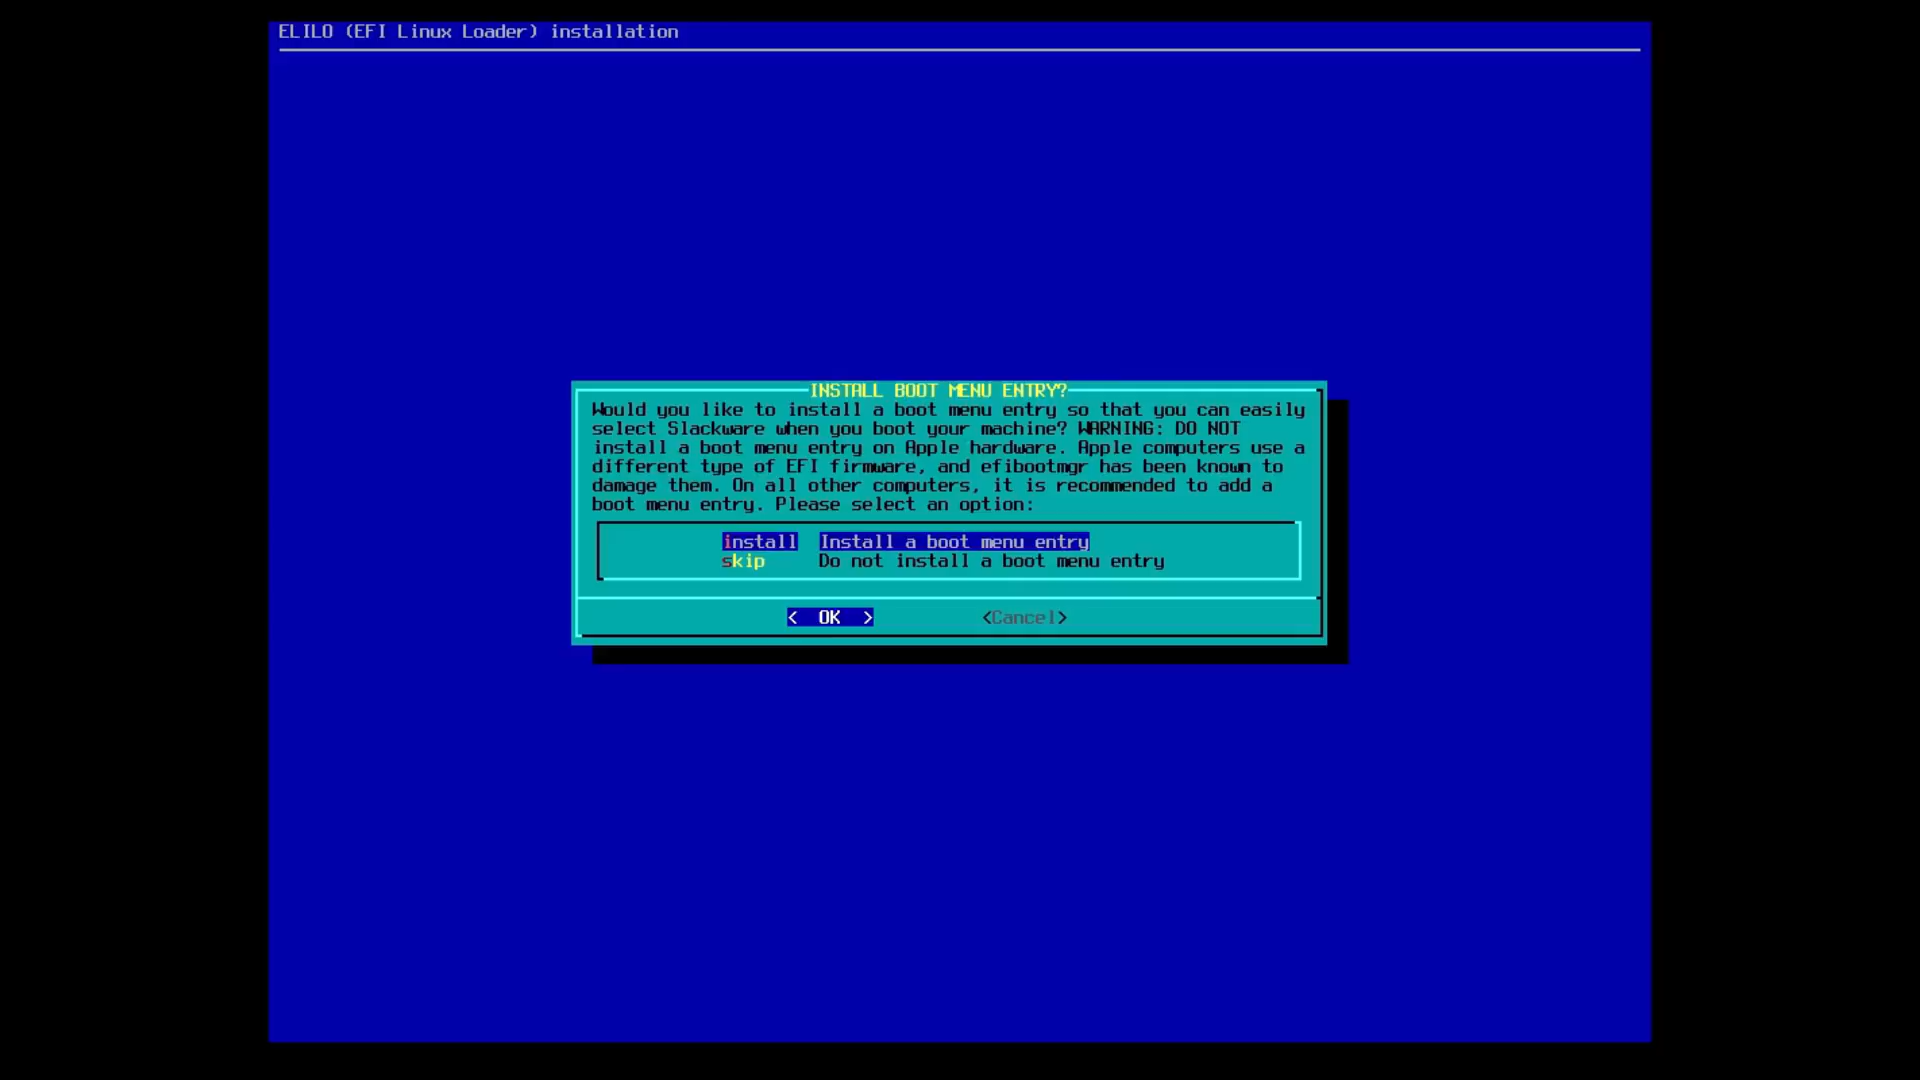 ELILO (EFI Linux Loader) installation
INSTALL BOOT MENU ENTRY?
Would you like to install a boot menu entry so that you can easily
select Slackware when you boot your machine? WARNING: DO NOT
install a boot menu entry on Apple hardware. Apple computers use a
different type of EFI firmware, and efibootmgr has been known to
damage them. On all other computers, it is recommended to add a
boot menu entry. Please select an option:
install Install a boot menu entry
skip Do not install a boot menu entry
< OK > <Cancel>